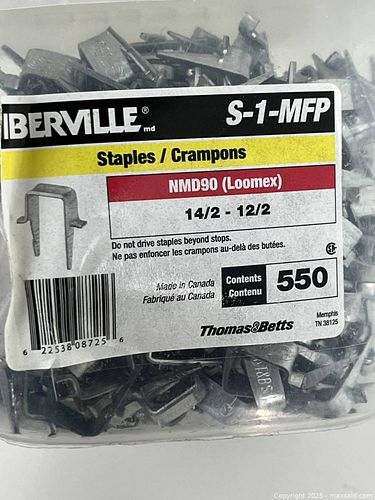 IBERVILLE® md
S-1-MFP
Staples / Crampons
NMD90 (Loomex)
14/2 - 12/2
Do not drive staples beyond stops.
Ne pas enfoncer les crampons au-delà des butées.
Made in Canada
Fabriqué au Canada
Contents
Contenu
550
Thomas&Betts
Memphis
TN 38125
6 22538 08725 6
T&B
Copyright 2025 - maxsold.com